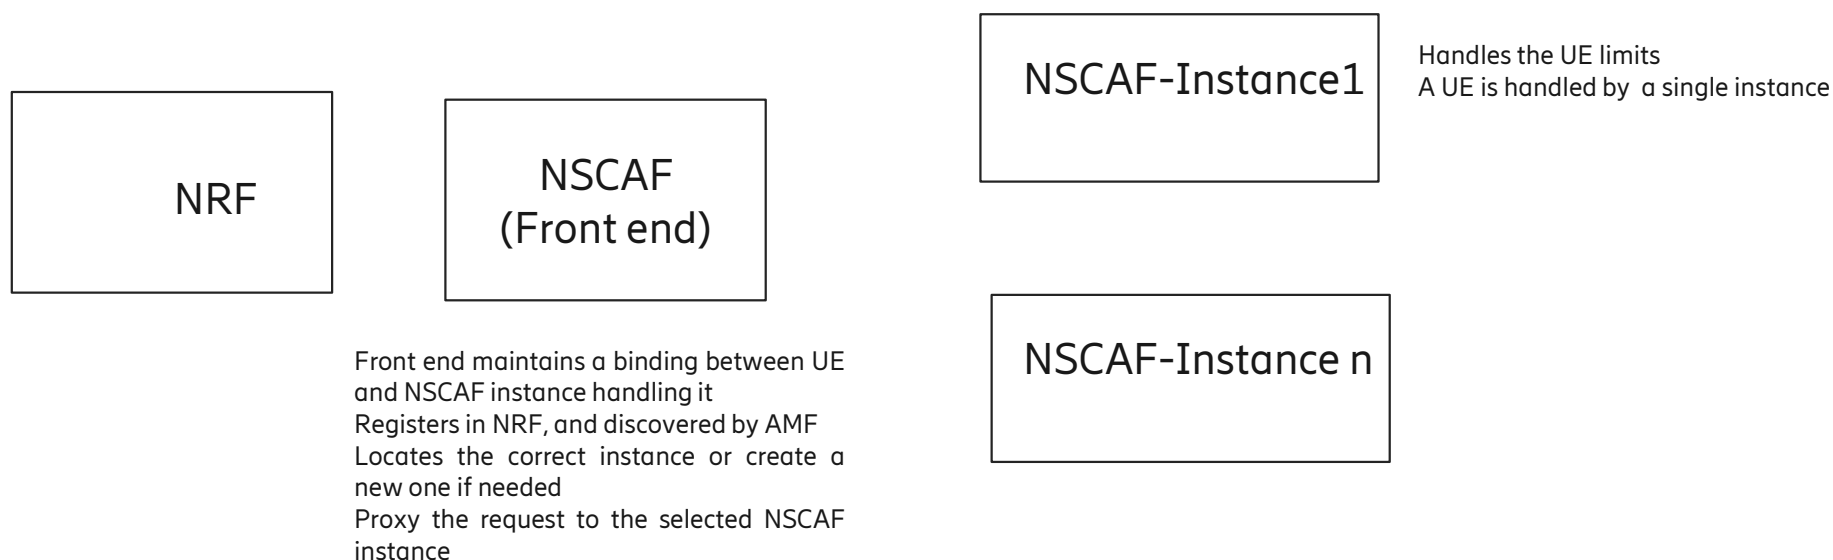 NRF
NSCAF
(Front end)
Front end maintains a binding between UE
and NSCAF instance handling it
Registers in NRF, and discovered by AMF
Locates the correct instance or create a
new one if needed
Proxy the request to the selected NSCAF
instance
NSCAF-Instance1
Handles the UE limits
A UE is handled by a single instance
NSCAF-Instance n